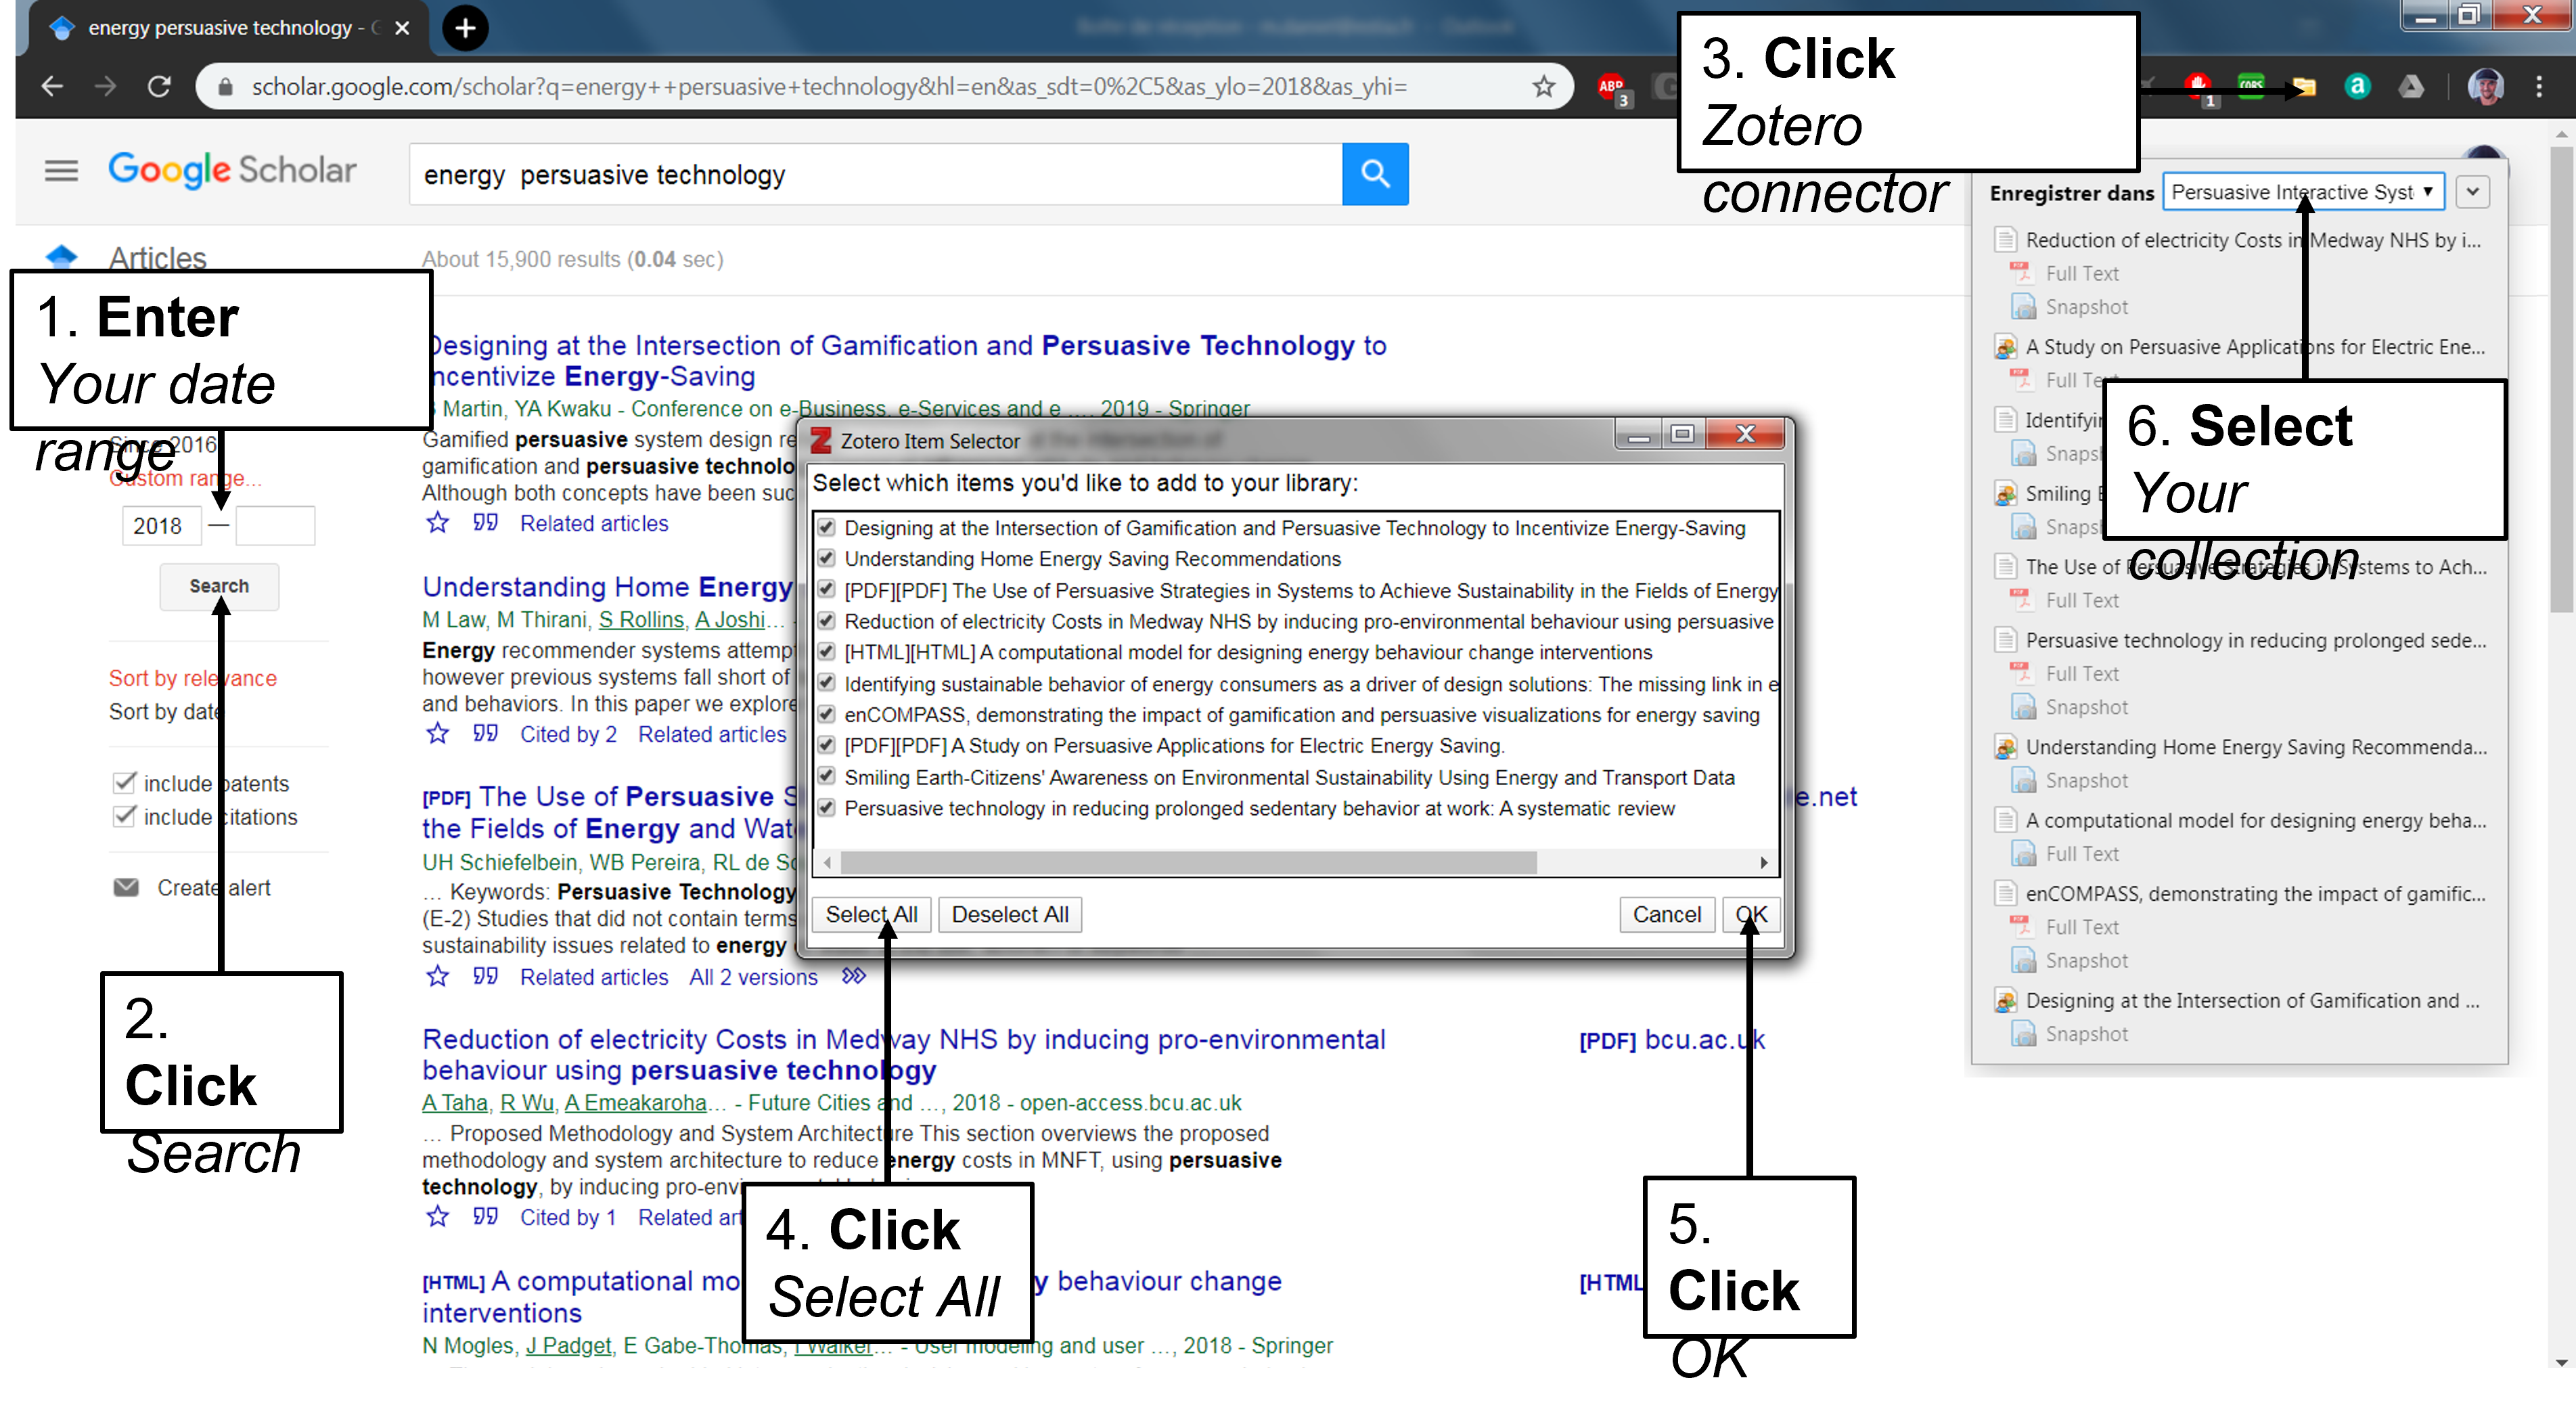 energy persuasive technology -
scholar.google.com/scholar?q=energy++persuasive+technology&hl=en&as_sdt=0%2C5&as_ylo=2018&as_yhi=
ABP
3
1
CORS
a
3. Click
Zotero
connector
Google Scholar
energy  persuasive technology
Articles
About 15,900 results (0.04 sec)
1. Enter
Your date
range
Since 2016
Custom range...
2018 —
Search
Sort by relevance
Sort by date
include patents
include citations
Create alert
2.
Click
Search
Designing at the Intersection of Gamification and Persuasive Technology to
Incentivize Energy-Saving
Martin, YA Kwaku - Conference on e-Business, e-Services and e …, 2019 - Springer
Gamified persuasive system design
gamification and persuasive
Although both concepts have been
Related articles
Understanding Home Energy
M Law, M Thirani, S Rollins, A Joshi…
Energy recommender systems
however previous systems fall short of
and behaviors. In this paper we
Cited by 2 Related articles
[PDF] The Use of Persuasive
the Fields of Energy and
UH Schiefelbein, WB Pereira, RL de
… Keywords: Persuasive Technology
(E-2) Studies that did not contain terms
sustainability issues related to energy
Related articles All 2 versions
e.net
Reduction of electricity Costs in Medway NHS by inducing pro-environmental
behaviour using persuasive technology
[PDF] bcu.ac.uk
A Taha, R Wu, A Emeakaroha… - Future Cities and …, 2018 - open-access.bcu.ac.uk
… Proposed Methodology and System Architecture This section overviews the proposed
methodology and system architecture to reduce energy costs in MNFT, using persuasive
technology, by inducing
Cited by 1 Related
[HTML] A computational
y behaviour change
interventions
[HTML
N Mogles, J Padget, E Gabe-Thomas, I Walker… - User modeling and user …, 2018 - Springer
Zotero Item Selector
Select which items you'd like to add to your library:
Designing at the Intersection of Gamification and Persuasive Technology to Incentivize Energy-Saving
Understanding Home Energy Saving Recommendations
[PDF][PDF] The Use of Persuasive Strategies in Systems to Achieve Sustainability in the Fields of Energy
Reduction of electricity Costs in Medway NHS by inducing pro-environmental behaviour using persuasive
[HTML][HTML] A computational model for designing energy behaviour change interventions
Identifying sustainable behavior of energy consumers as a driver of design solutions: The missing link in e
enCOMPASS, demonstrating the impact of gamification and persuasive visualizations for energy saving
[PDF][PDF] A Study on Persuasive Applications for Electric Energy Saving.
Smiling Earth-Citizens' Awareness on Environmental Sustainability Using Energy and Transport Data
Persuasive technology in reducing prolonged sedentary behavior at work: A systematic review
Select All Deselect All Cancel OK
4. Click
Select All
5.
Click
OK
Enregistrer dans Persuasive Interactive Syst
Reduction of electricity Costs in Medway NHS by i...
Full Text
Snapshot
A Study on Persuasive Applications for Electric Ene...
Full Text
Identifyin
Snaps
Smiling E
Snaps
The Use of Persuasive Strategies in Systems to Ach...
Full Text
Persuasive technology in reducing prolonged sede...
Full Text
Snapshot
Understanding Home Energy Saving Recommenda...
Snapshot
A computational model for designing energy beha...
Full Text
enCOMPASS, demonstrating the impact of gamific...
Full Text
Snapshot
Designing at the Intersection of Gamification and ...
Snapshot
6. Select
Your
collection